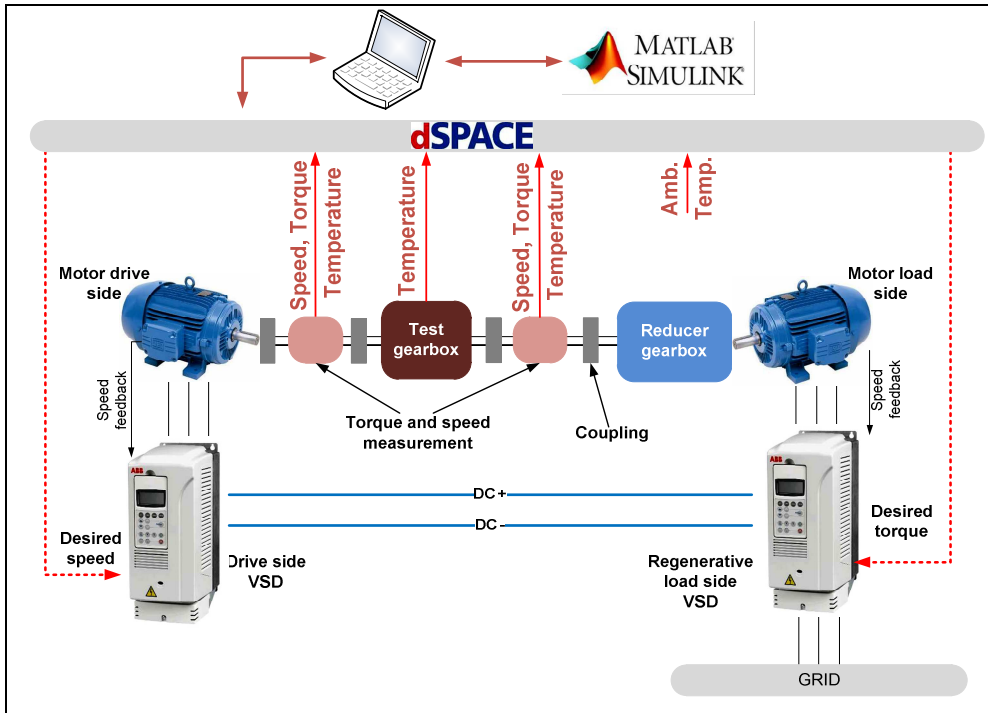 MATLAB®
SIMULINK®
dSPACE
Speed, Torque
Temperature
Temperature
Speed, Torque
Temperature
Amb.
Temp.
Motor drive
side
Motor load
side
Test
gearbox
Reducer
gearbox
Speed
feedback
Torque and speed
measurement
Coupling
Speed
feedback
ABB
ABB
DC +
DC –
Desired
speed
Drive side
VSD
Regenerative
load side
VSD
Desired
torque
GRID